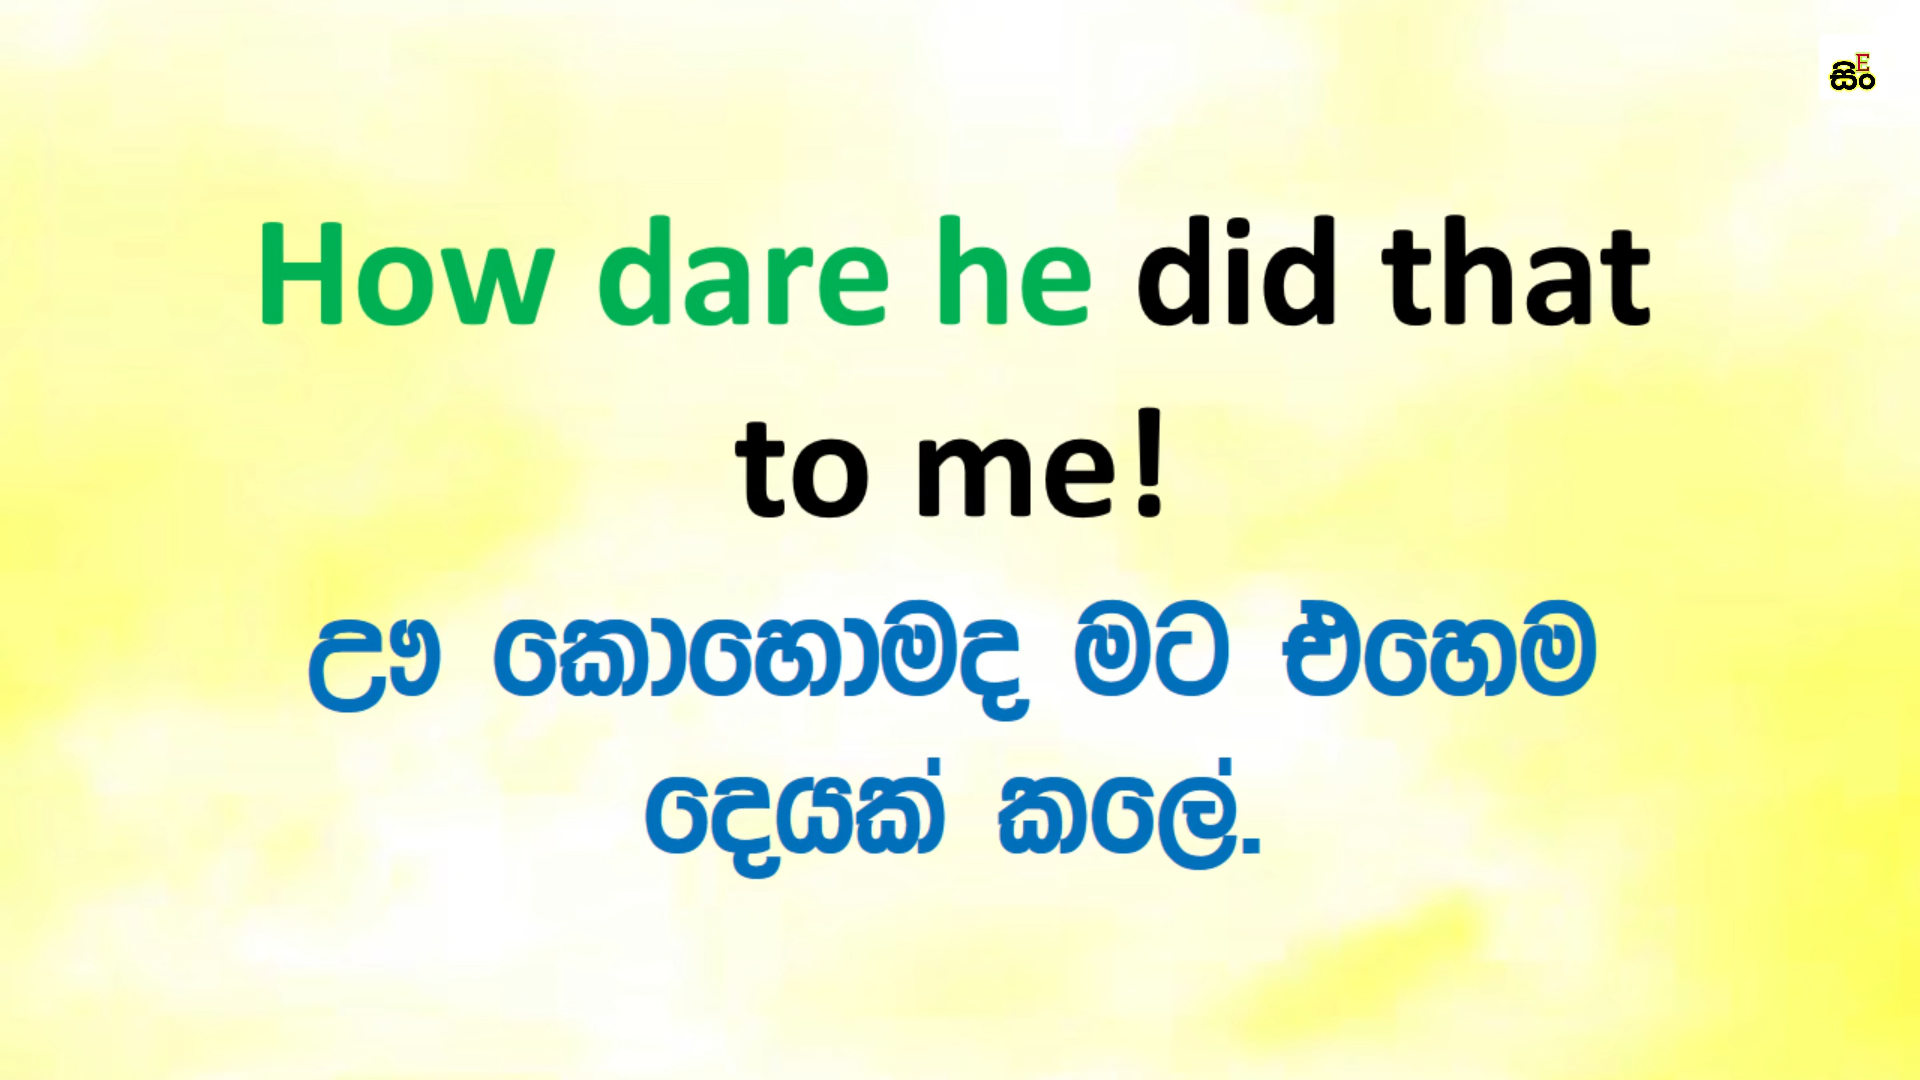 සිංE
How dare he did that
to me!
ඌ කොහොමද මට එහෙම
දෙයක් කලේ.